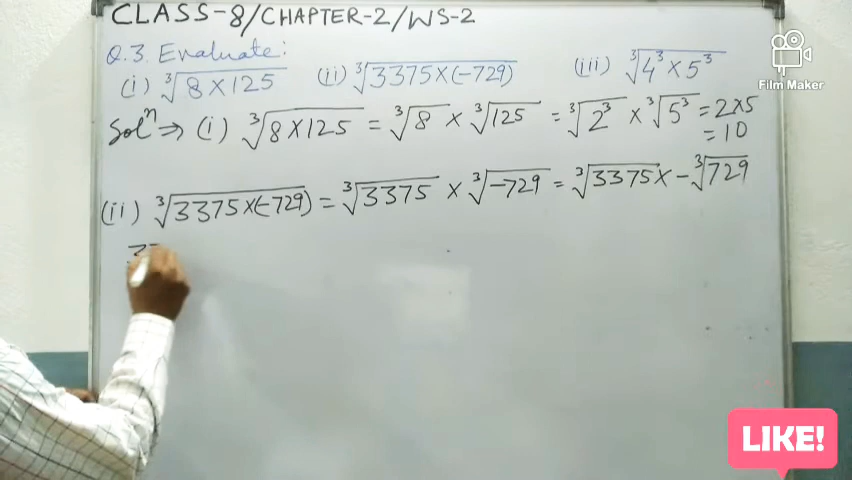 CLASS-8/CHAPTER-2/WS-2
Q.3. Evaluate:
(i) ∛8×125 (ii) ∛3375×(-729) (iii) ∛4³×5³
Film Maker
Solⁿ ⇒ (i) ∛8×125 = ∛8 × ∛125 = ∛2³ × ∛5³ = 2×5
= 10
(ii) ∛3375×(-729) = ∛3375 × ∛-729 = ∛3375 × -∛729
LIKE!